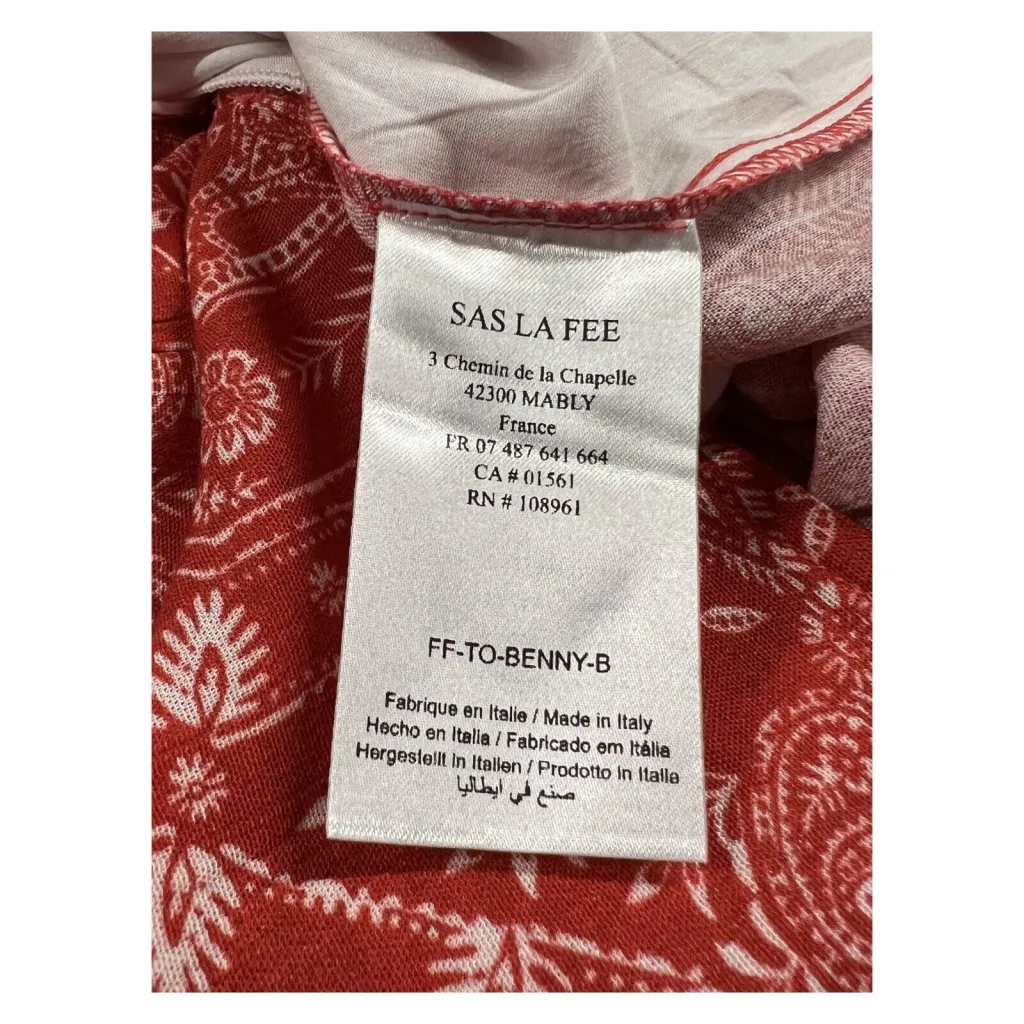 SAS LA FEE
3 Chemin de la Chapelle
42300 MABLY
France
FR 07 487 641 664
CA # 01561
RN # 108961
FF-TO-BENNY-B
Fabrique en Italie / Made in Italy
Hecho en Italia / Fabricado em Itália
Hergestellt in Italien / Prodotto in Italia
صنع في ايطاليا